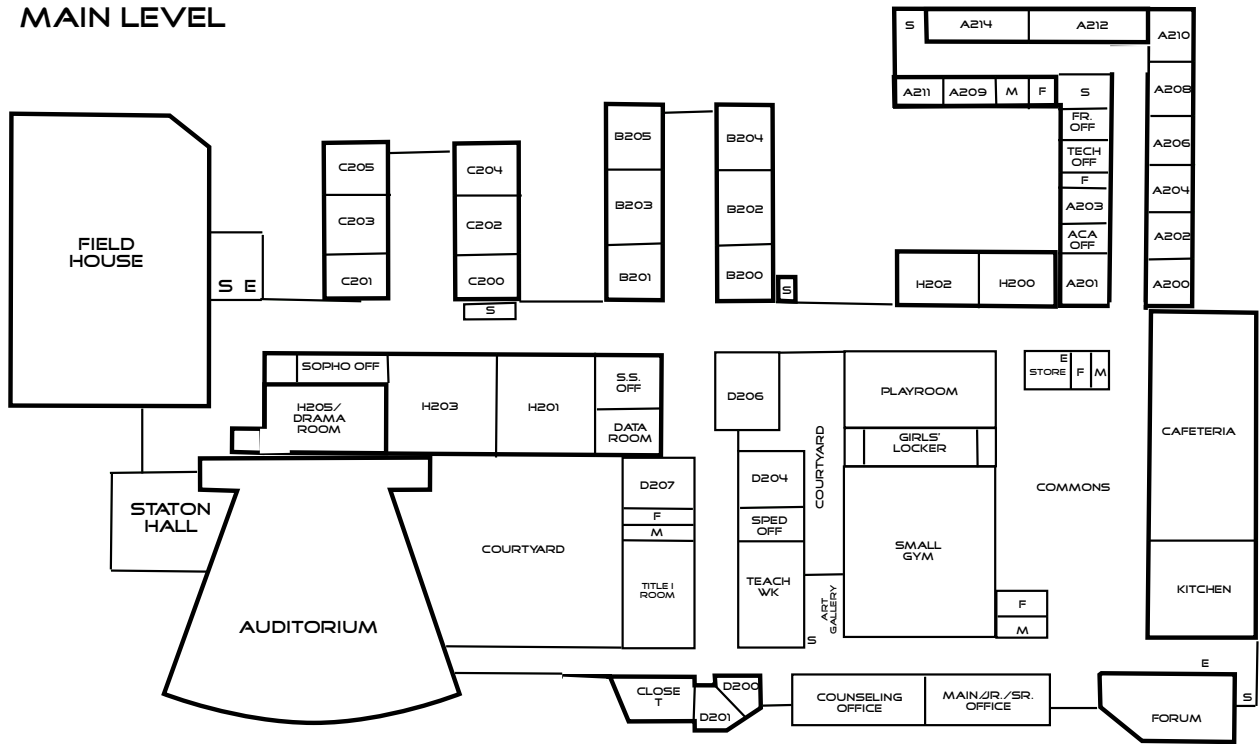 MAIN LEVEL
S
A214
A212
A210
A211
A209
M
F
S
A208
FR.
OFF
TECH
OFF
F
A203
ACA
OFF
A201
A206
A204
A202
A200
C205
C203
C201
C204
C202
C200
S
B205
B203
B201
B204
B202
B200
S
H202
H200
FIELD
HOUSE
S E
SOPHO OFF
H205/
DRAMA
ROOM
H203
H201
S.S.
OFF
DATA
ROOM
D206
COURTYARD
PLAYROOM
GIRLS'
LOCKER
SMALL
GYM
E
STORE
F
M
COMMONS
CAFETERIA
KITCHEN
STATON
HALL
AUDITORIUM
COURTYARD
D207
F
M
TITLE I
ROOM
D204
SPED
OFF
TEACH
WK
ART
GALLERY
S
F
M
CLOSE
T
D200
D201
COUNSELING
OFFICE
MAIN/JR./SR.
OFFICE
E
S
FORUM